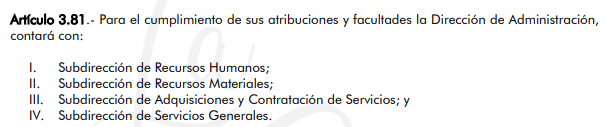 Artículo 3.81.- Para el cumplimiento de sus atribuciones y facultades la Dirección de Administración,
contará con:
I. Subdirección de Recursos Humanos;
II. Subdirección de Recursos Materiales;
III. Subdirección de Adquisiciones y Contratación de Servicios; y
IV. Subdirección de Servicios Generales.